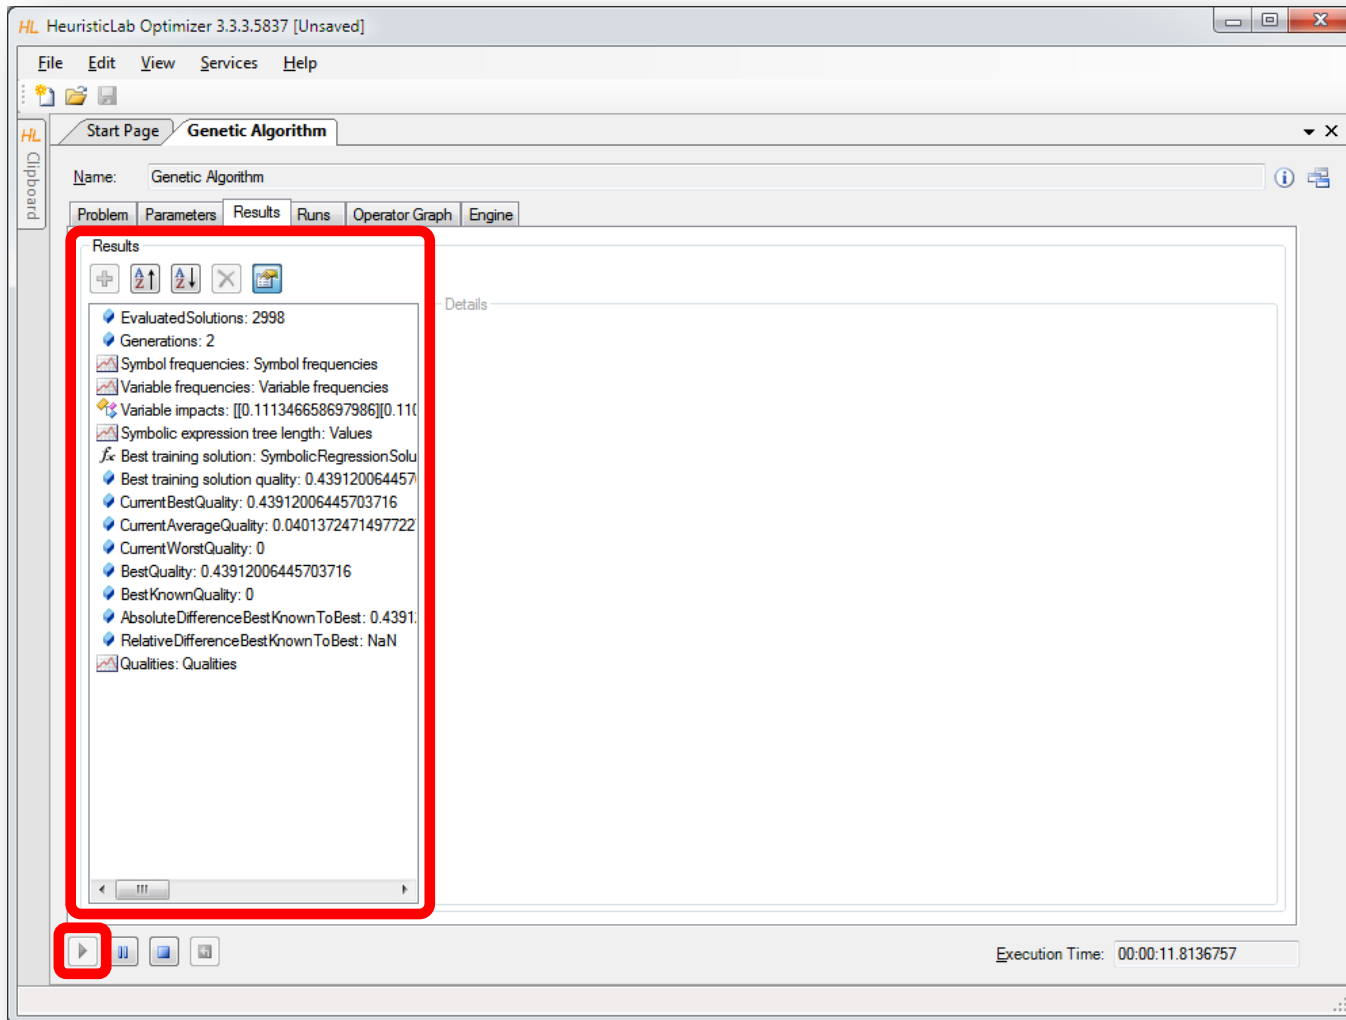 HL HeuristicLab Optimizer 3.3.3.5837 [Unsaved]
File Edit View Services Help
HL Clipboard
Start Page Genetic Algorithm
Name: Genetic Algorithm
Problem Parameters Results Runs Operator Graph Engine
Results
Details
EvaluatedSolutions: 2998
Generations: 2
Symbol frequencies: Symbol frequencies
Variable frequencies: Variable frequencies
Variable impacts: [[0.111346658697986][0.11(
Symbolic expression tree length: Values
Best training solution: SymbolicRegressionSolu
Best training solution quality: 0.4391200644570
CurrentBestQuality: 0.43912006445703716
CurrentAverageQuality: 0.0401372471497722
CurrentWorstQuality: 0
BestQuality: 0.43912006445703716
BestKnownQuality: 0
AbsoluteDifferenceBestKnownToBest: 0.4391
RelativeDifferenceBestKnownToBest: NaN
Qualities: Qualities
Execution Time: 00:00:11.8136757